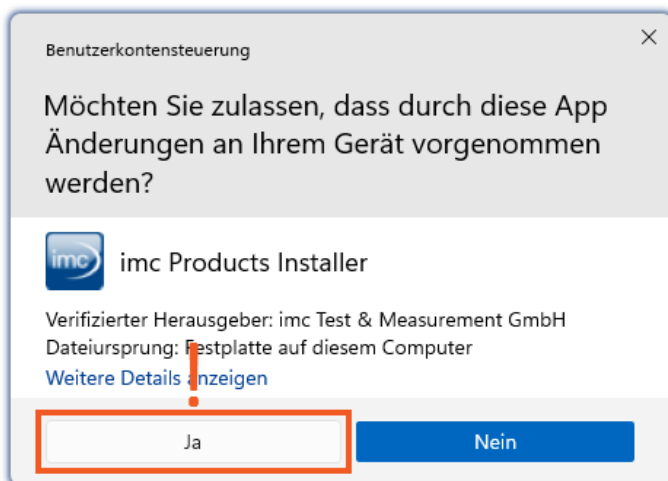 Benutzerkontensteuerung
Möchten Sie zulassen, dass durch diese App
Änderungen an Ihrem Gerät vorgenommen
werden?
imc
imc Products Installer
Verifizierter Herausgeber: imc Test & Measurement GmbH
Dateiursprung: Festplatte auf diesem Computer
Weitere Details anzeigen
!
Ja
Nein